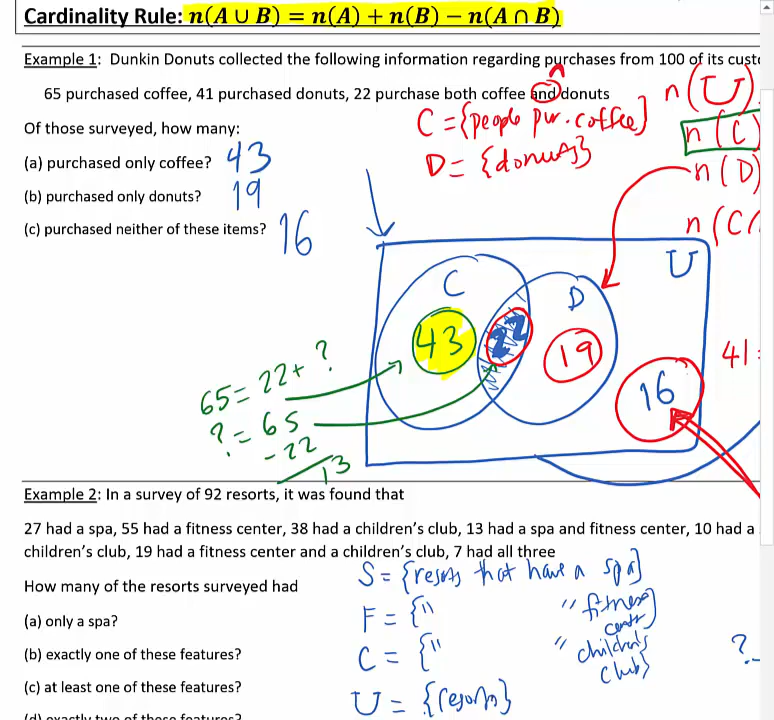 Cardinality Rule: n(A ∪ B) = n(A) + n(B) − n(A ∩ B)
Example 1: Dunkin Donuts collected the following information regarding purchases from 100 of its custo
65 purchased coffee, 41 purchased donuts, 22 purchase both coffee and donuts
∩
n(U)
C = {people pur. coffee}
n(C)
Of those surveyed, how many:
D = {donuts}
n(D)
(a) purchased only coffee? 43
(b) purchased only donuts? 19
(c) purchased neither of these items? 16
n(C
U
C
D
43
22
19
41 =
16
65 = 22 + ?
? = 65
- 22
Example 2: In a survey of 92 resorts, it was found that
27 had a spa, 55 had a fitness center, 38 had a children's club, 13 had a spa and fitness center, 10 had a
children's club, 19 had a fitness center and a children's club, 7 had all three
S = {resorts that have a spa}
How many of the resorts surveyed had
F = {" " fitness center}
(a) only a spa?
(b) exactly one of these features?
C = {" " children's club}
?
(c) at least one of these features?
U = {resorts}
(d) exactly two of these features?